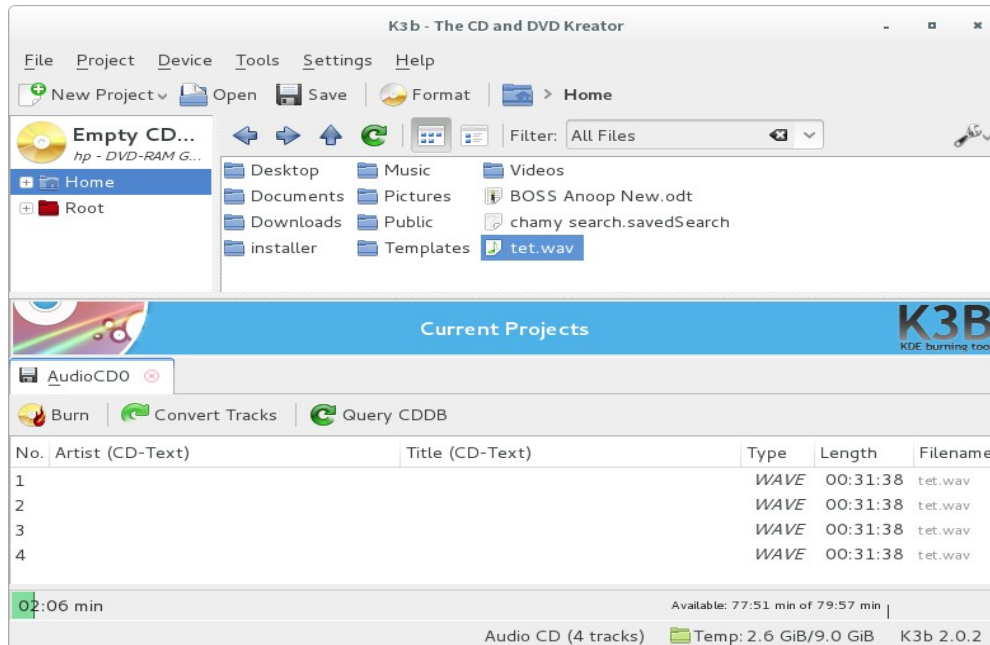 K3b - The CD and DVD Kreator
File Project Device Tools Settings Help
New Project Open Save Format > Home
Empty CD...
hp - DVD-RAM G...
Home
Root
Filter: All Files
Desktop Music Videos
Documents Pictures BOSS Anoop New.odt
Downloads Public chamy search.savedSearch
installer Templates tet.wav
Current Projects
K3B
KDE burning too
AudioCD0
Burn Convert Tracks Query CDDB
No. Artist (CD-Text) Title (CD-Text) Type Length Filename
1 WAVE 00:31:38 tet.wav
2 WAVE 00:31:38 tet.wav
3 WAVE 00:31:38 tet.wav
4 WAVE 00:31:38 tet.wav
02:06 min Available: 77:51 min of 79:57 min
Audio CD (4 tracks) Temp: 2.6 GiB/9.0 GiB K3b 2.0.2